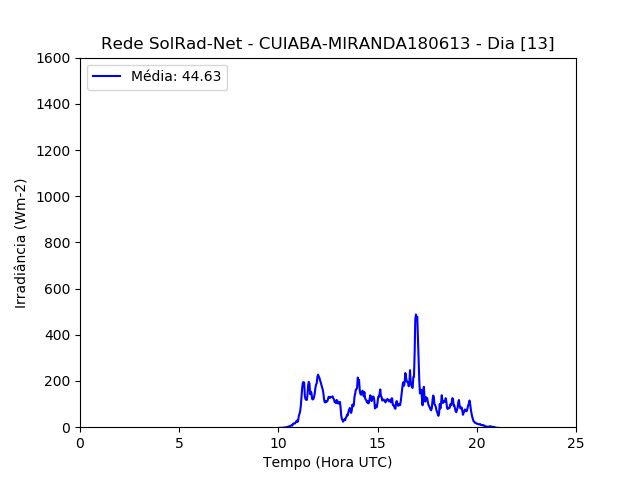 Rede SolRad-Net - CUIABA-MIRANDA180613 - Dia [13]
Média: 44.63
Irradiância (Wm-2)
1600
1400
1200
1000
800
600
400
200
0
0 5 10 15 20 25
Tempo (Hora UTC)